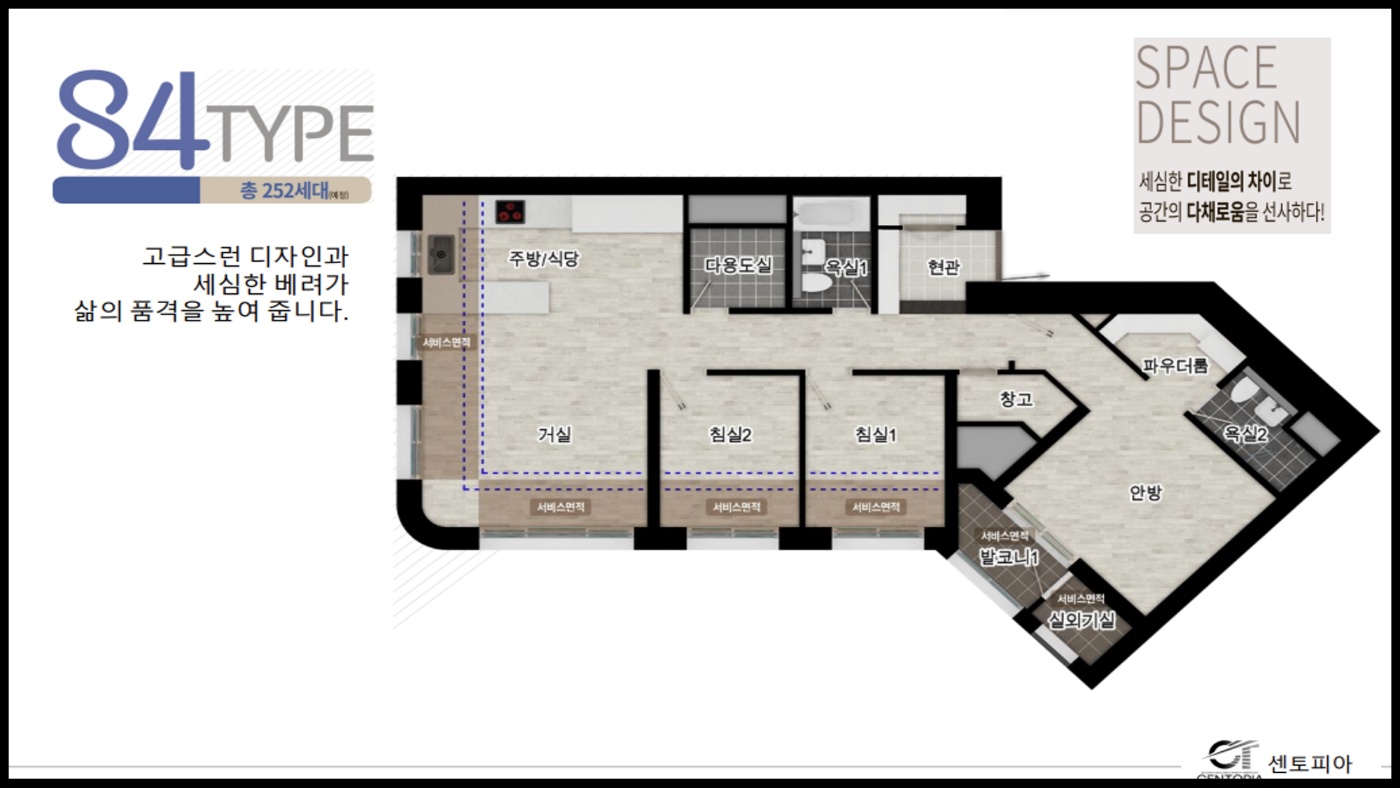 84TYPE
총 252세대(예정)
고급스런 디자인과
세심한 베려가
삶의 품격을 높여 줍니다.
SPACE
DESIGN
세심한 디테일의 차이로
공간의 다채로움을 선사하다!
주방/식당
다용도실
욕실1
현관
서비스면적
파우더룸
창고
욕실2
거실
침실2
침실1
안방
서비스면적
서비스면적
서비스면적
서비스면적
발코니1
서비스면적
실외기실
CENTOPIA
센토피아